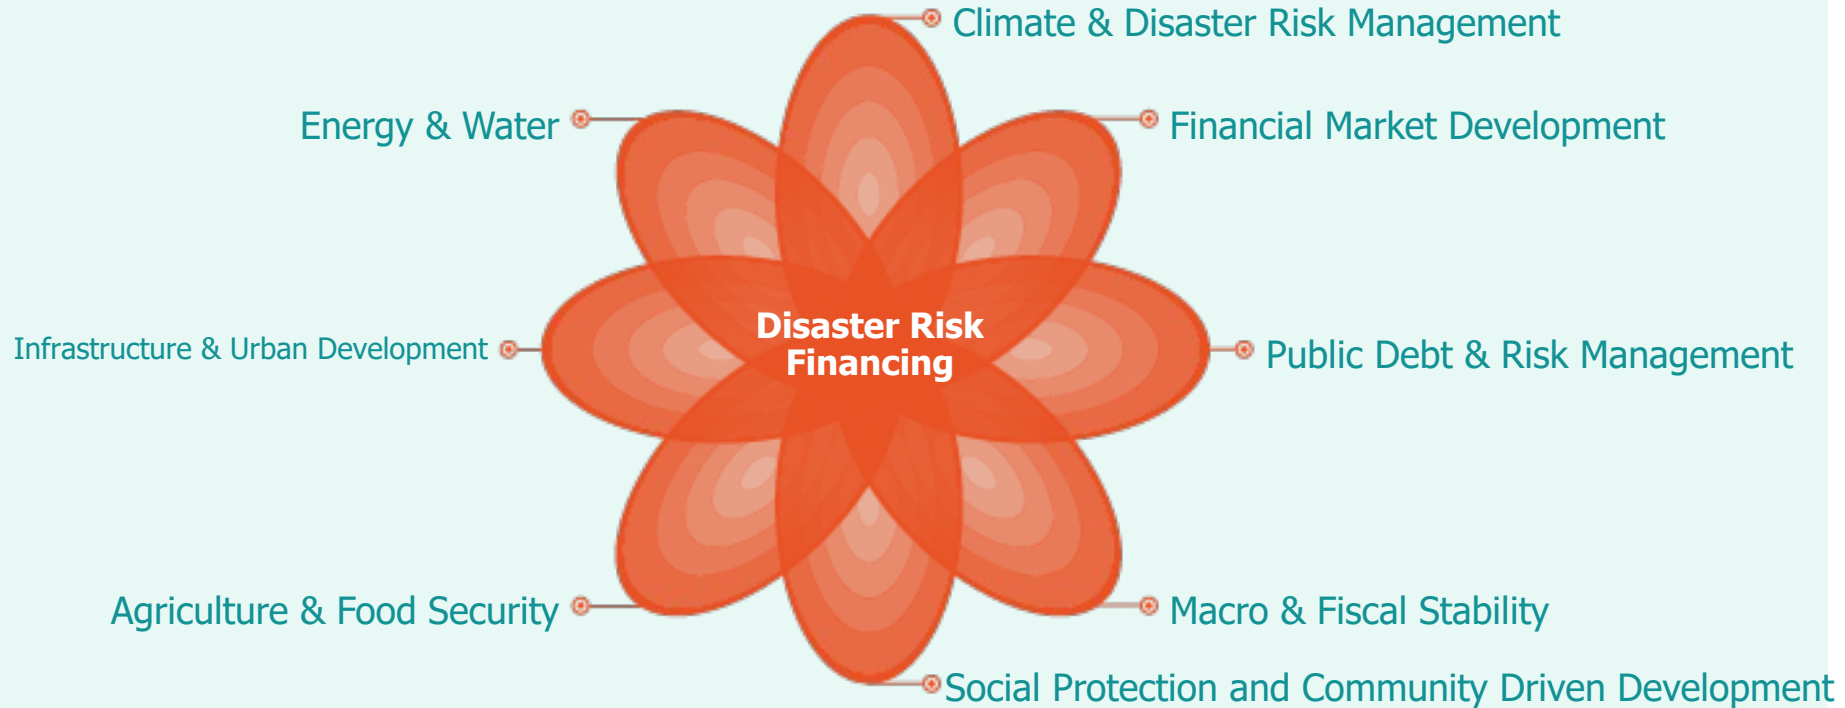 Climate & Disaster Risk Management
Energy & Water
Financial Market Development
Disaster Risk
Financing
Infrastructure & Urban Development
Public Debt & Risk Management
Agriculture & Food Security
Macro & Fiscal Stability
Social Protection and Community Driven Development